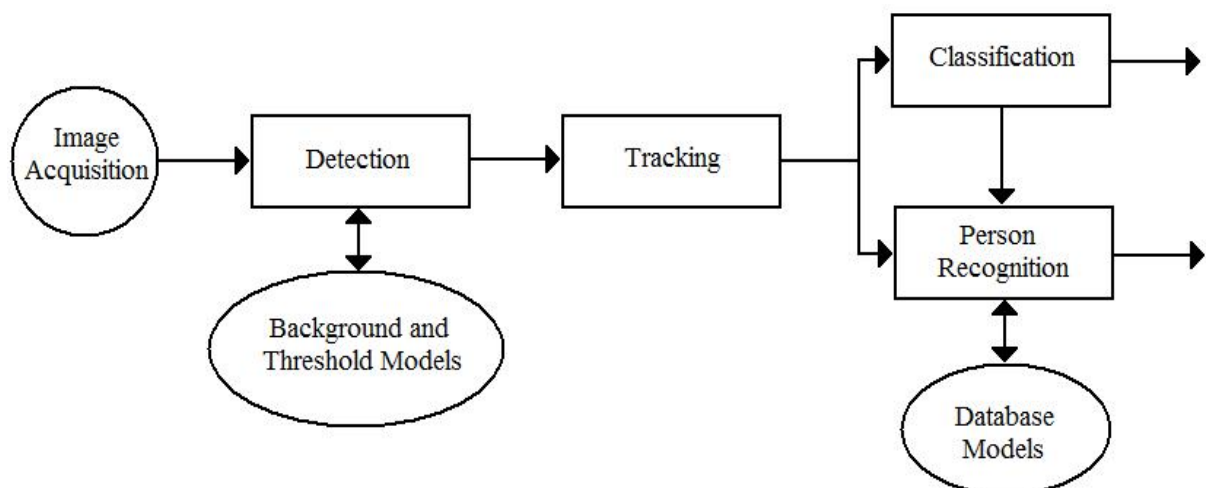 Image
Acquisition
Detection
Tracking
Classification
Person
Recognition
Background and
Threshold Models
Database
Models